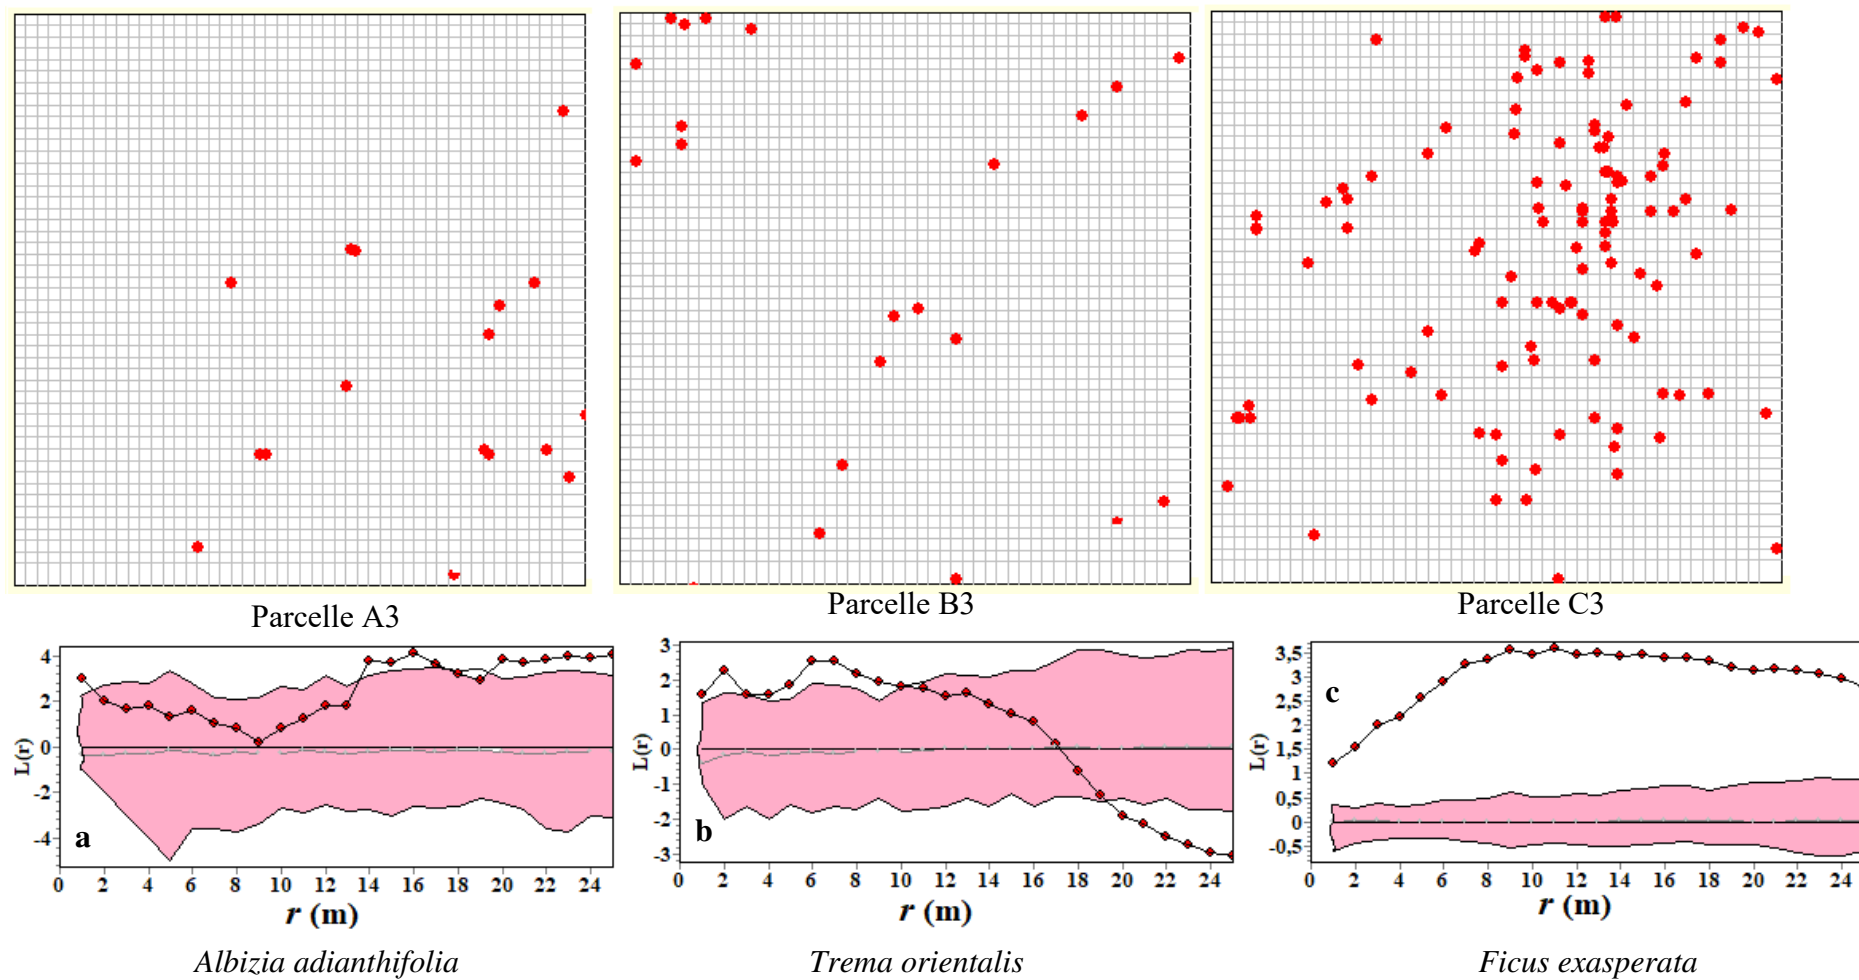 Parcelle A3
Parcelle B3
Parcelle C3
4
2
0
-2
-4
L(r)
a
0 2 4 6 8 10 12 14 16 18 20 22 24
r (m)
3
2
1
0
-1
-2
-3
L(r)
b
0 2 4 6 8 10 12 14 16 18 20 22 24
r (m)
3,5
3
2,5
2
1,5
1
0,5
0
-0,5
L(r)
c
0 2 4 6 8 10 12 14 16 18 20 22 24
r (m)
Albizia adianthifolia
Trema orientalis
Ficus exasperata